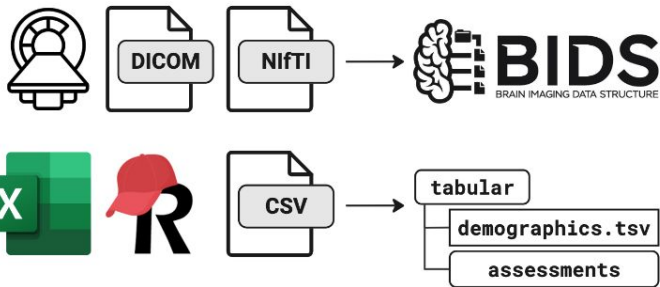 DICOM
NIfTI
BIDS
BRAIN IMAGING DATA STRUCTURE
X
R
CSV
tabular
demographics.tsv
assessments